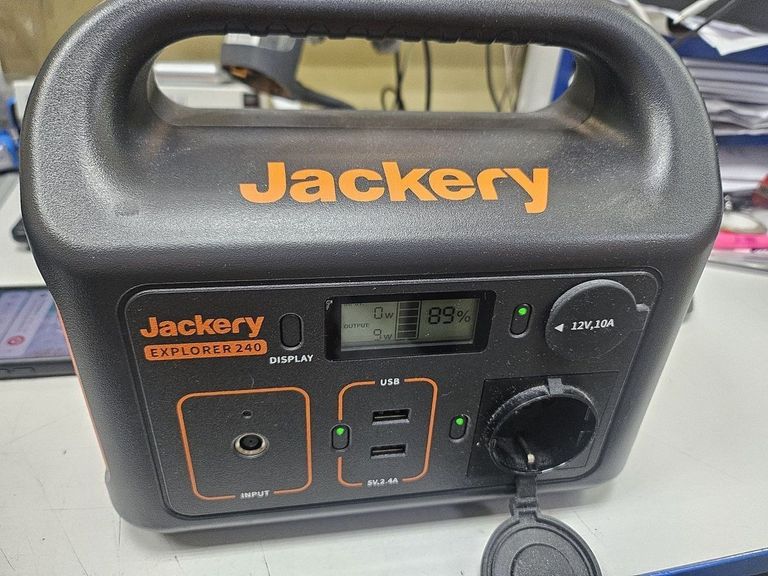 Jackery
Jackery
EXPLORER 240
DISPLAY
0w
OUTPUT:
9w
89%
12V,10A
USB
5V,2.4A
INPUT